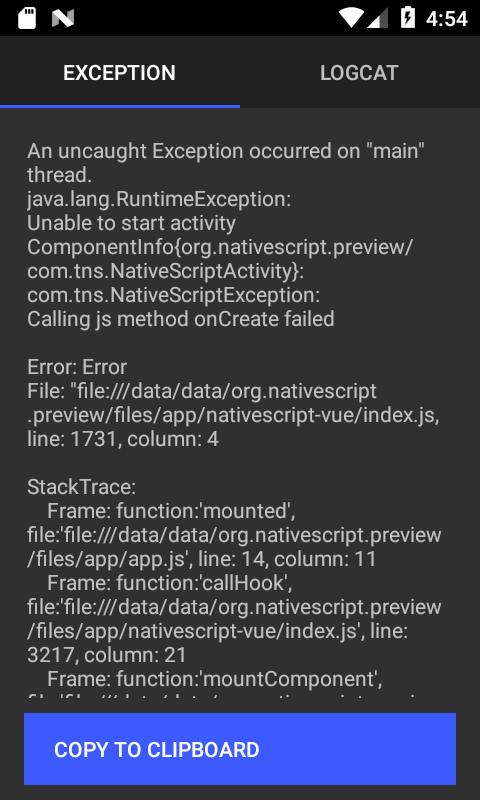 4:54
EXCEPTION
LOGCAT
An uncaught Exception occurred on "main"
thread.
java.lang.RuntimeException:
Unable to start activity
ComponentInfo{org.nativescript.preview/
com.tns.NativeScriptActivity}:
com.tns.NativeScriptException:
Calling js method onCreate failed
Error: Error
File: "file:///data/data/org.nativescript
.preview/files/app/nativescript-vue/index.js,
line: 1731, column: 4
StackTrace:
Frame: function:'mounted',
file:'file:///data/data/org.nativescript.preview
/files/app/app.js', line: 14, column: 11
Frame: function:'callHook',
file:'file:///data/data/org.nativescript.preview
/files/app/nativescript-vue/index.js', line:
3217, column: 21
Frame: function:'mountComponent',
COPY TO CLIPBOARD